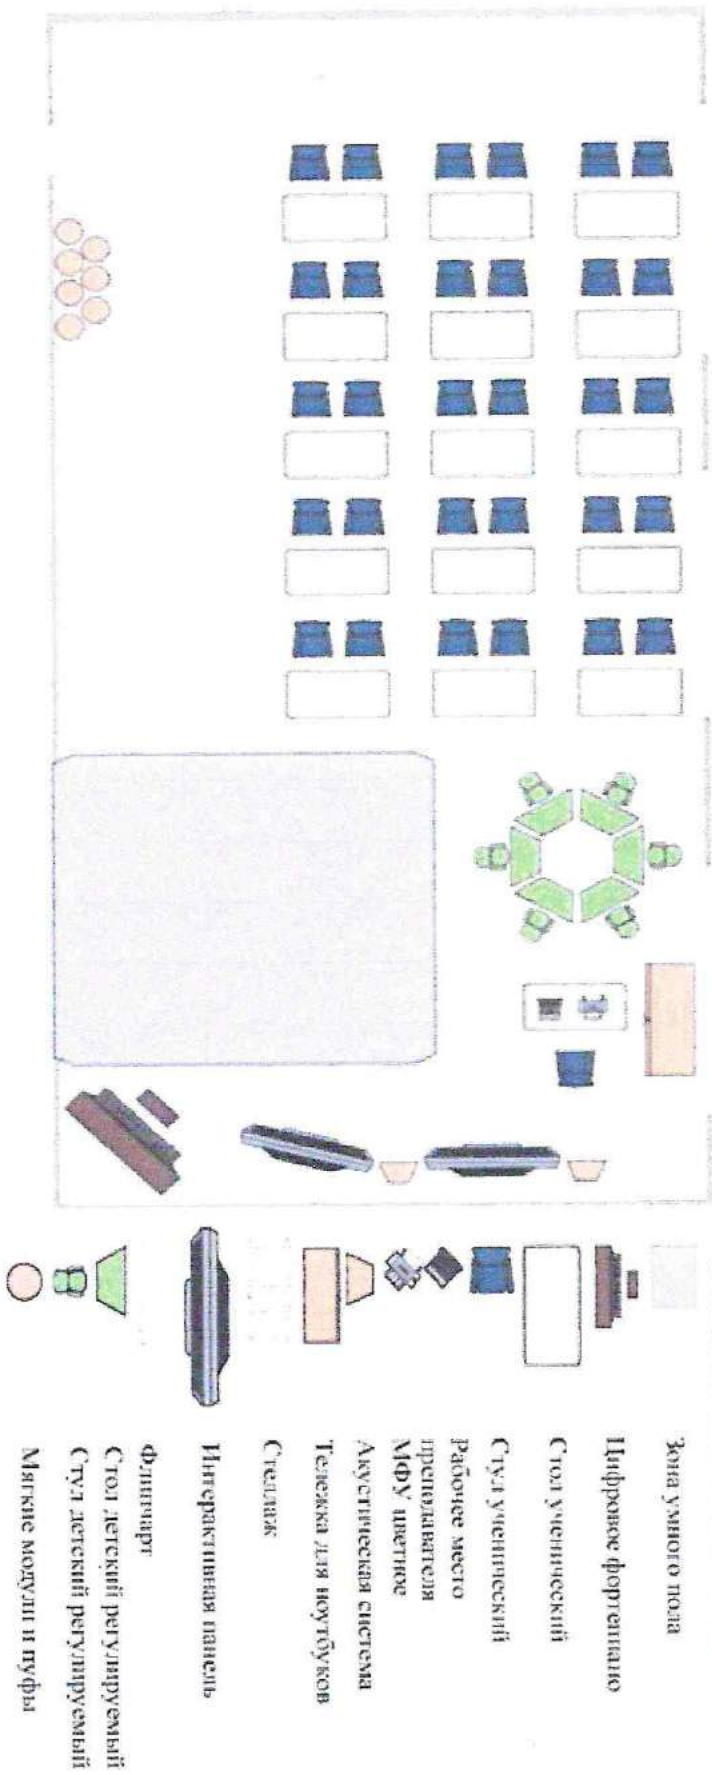 Зона умного пола
Цифровое фортепиано
Стол ученический
Стул ученический
Рабочее место
преподавателя
МФУ цветное
Акустическая система
Тележка для ноутбуков
Стеллаж
Интерактивная панель
Флипчарт
Стол детский регулируемый
Стул детский регулируемый
Мягкие модули и пуфы